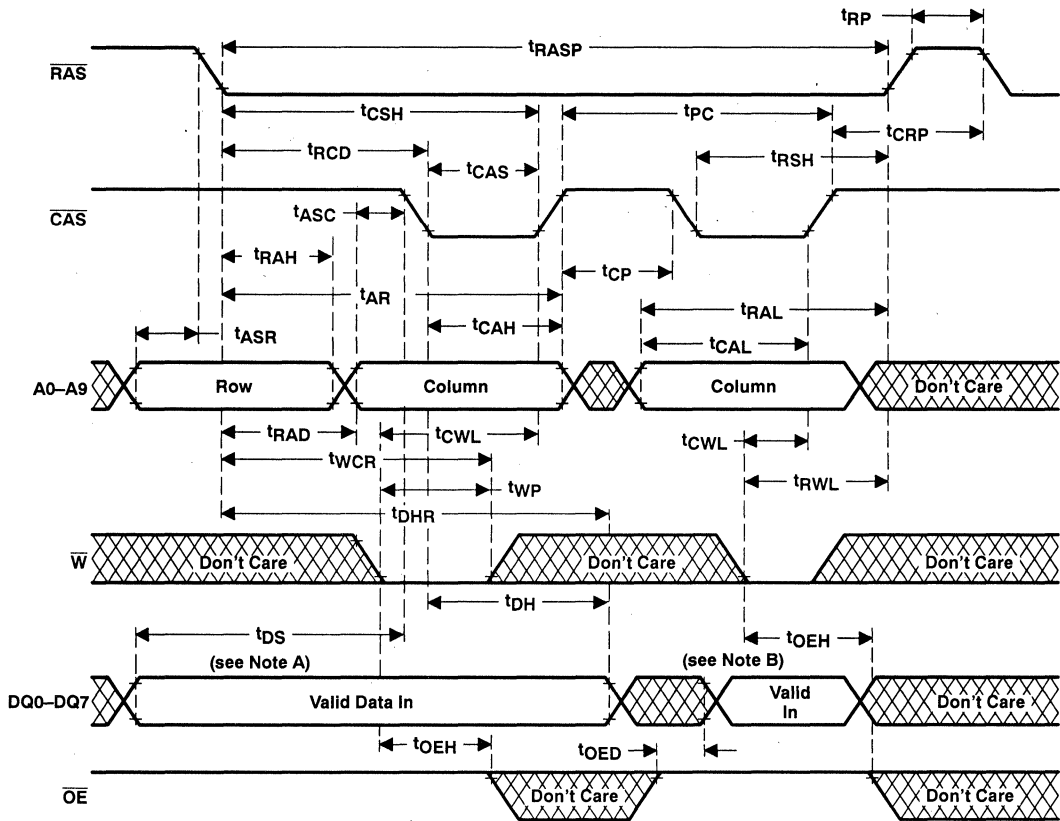 tRP
tRASP
RAS
tCSH
tPC
tCRP
tRCD
tRSH
tCAS
CAS
tASC
tRAH
tCP
tAR
tRAL
tCAH
tASR
tCAL
A0–A9
Row
Column
Column
Don't Care
tRAD
tCWL
tCWL
tWCR
tWP
tRWL
tDHR
W
Don't Care
Don't Care
Don't Care
tDH
tDS
tOEH
(see Note A)
(see Note B)
DQ0–DQ7
Valid Data In
Valid
In
Don't Care
tOEH
tOED
OE
Don't Care
Don't Care